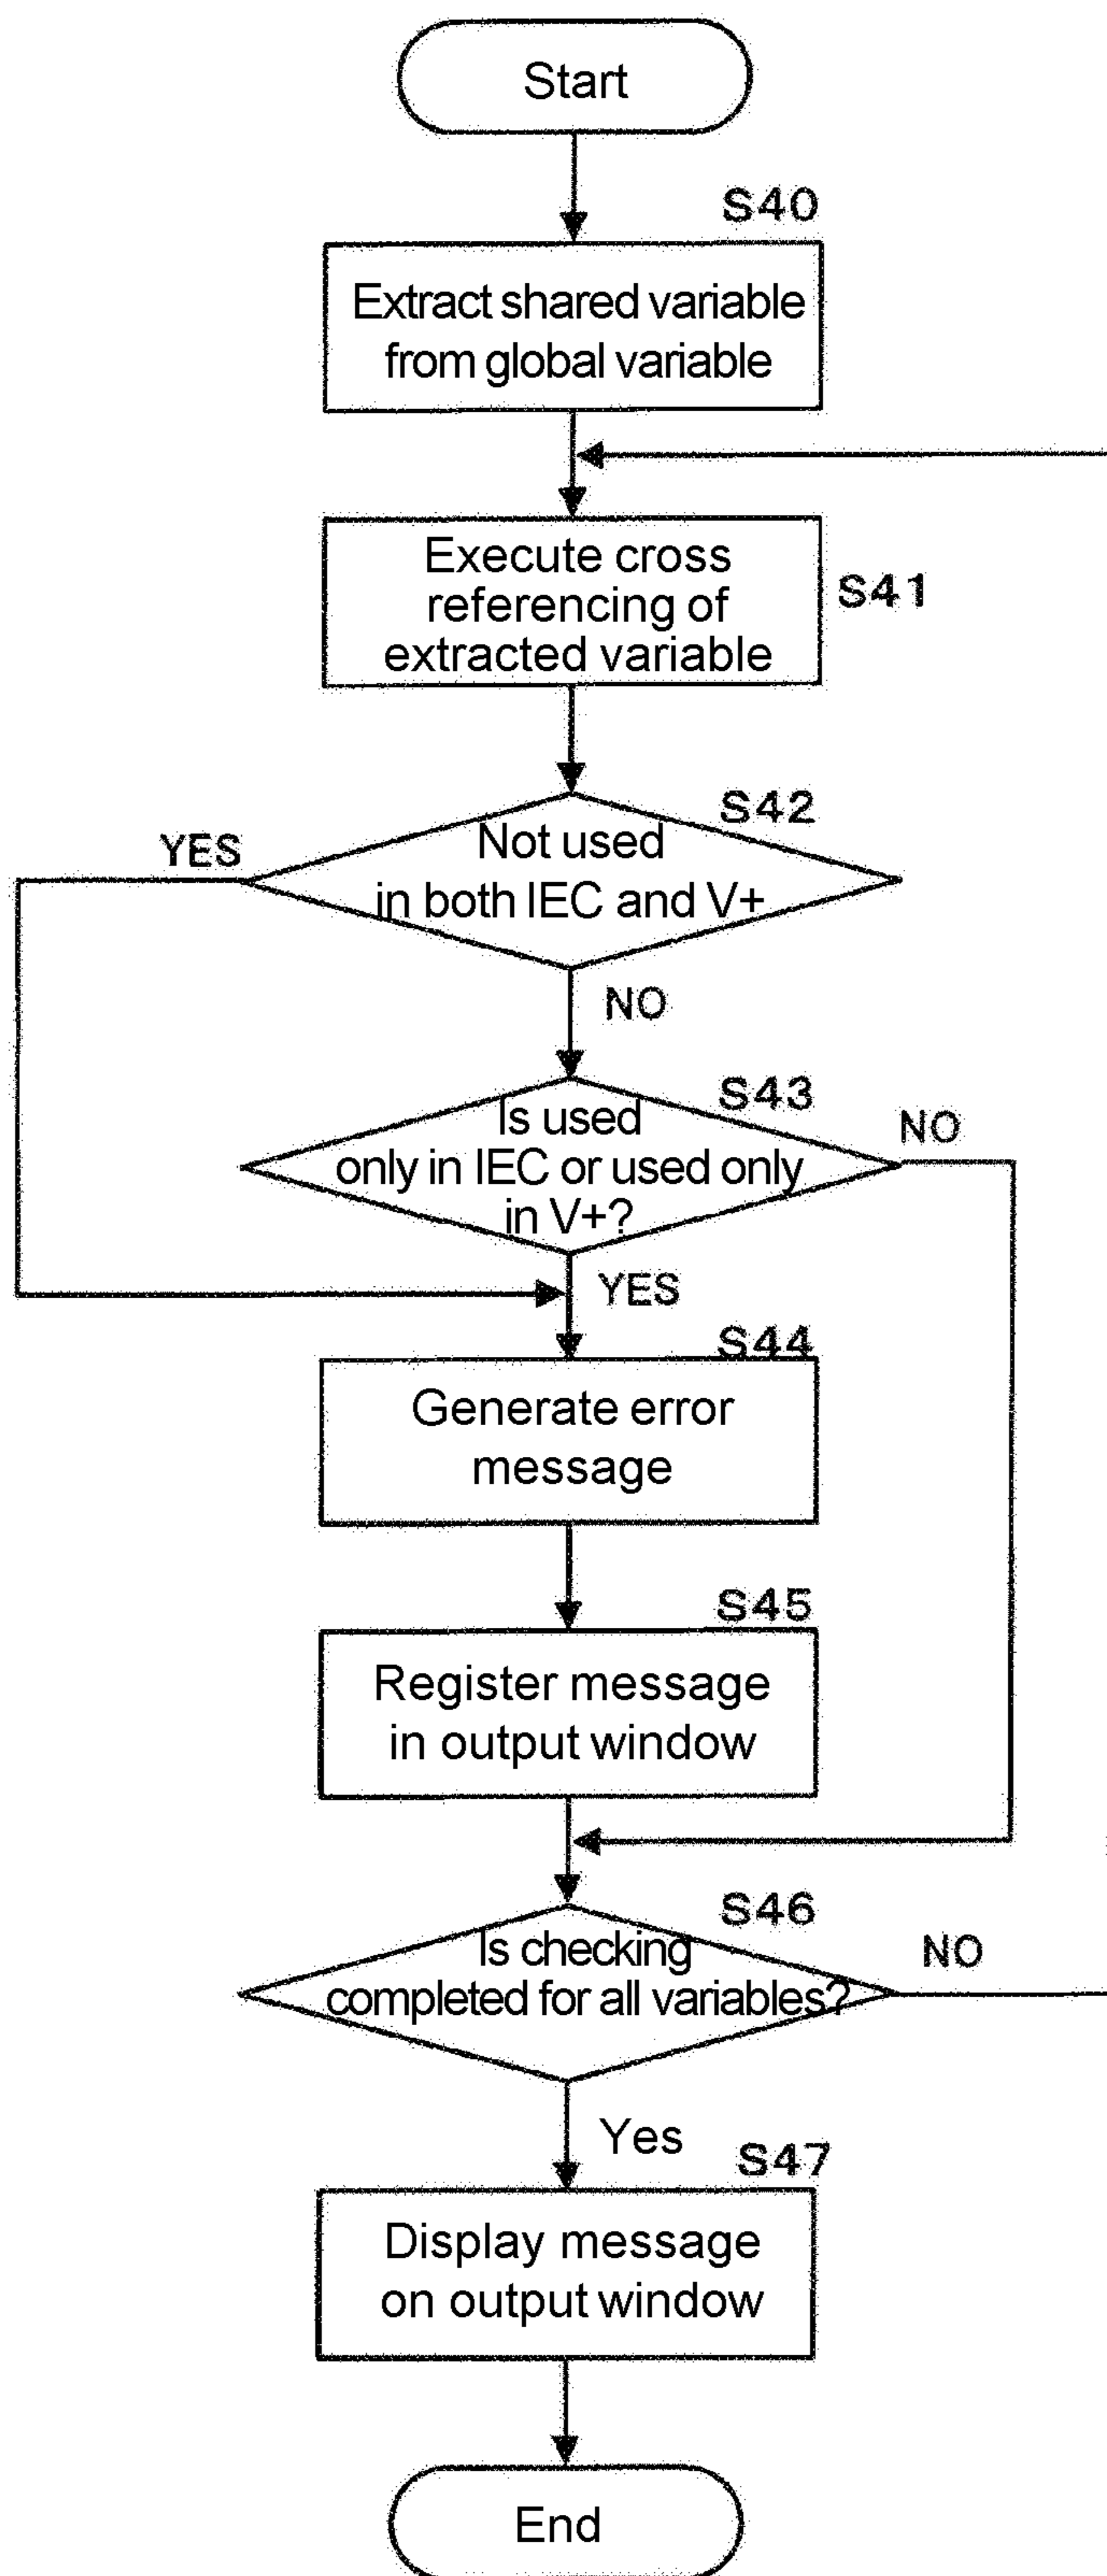 Start
S40
Extract shared variable
from global variable
Execute cross
referencing of
extracted variable
S41
S42
YES
Not used
in both IEC and V+
NO
S43
Is used
only in IEC or used only
in V+?
NO
YES
S44
Generate error
message
S45
Register message
in output window
S46
Is checking
completed for all variables?
NO
Yes
S47
Display message
on output window
End